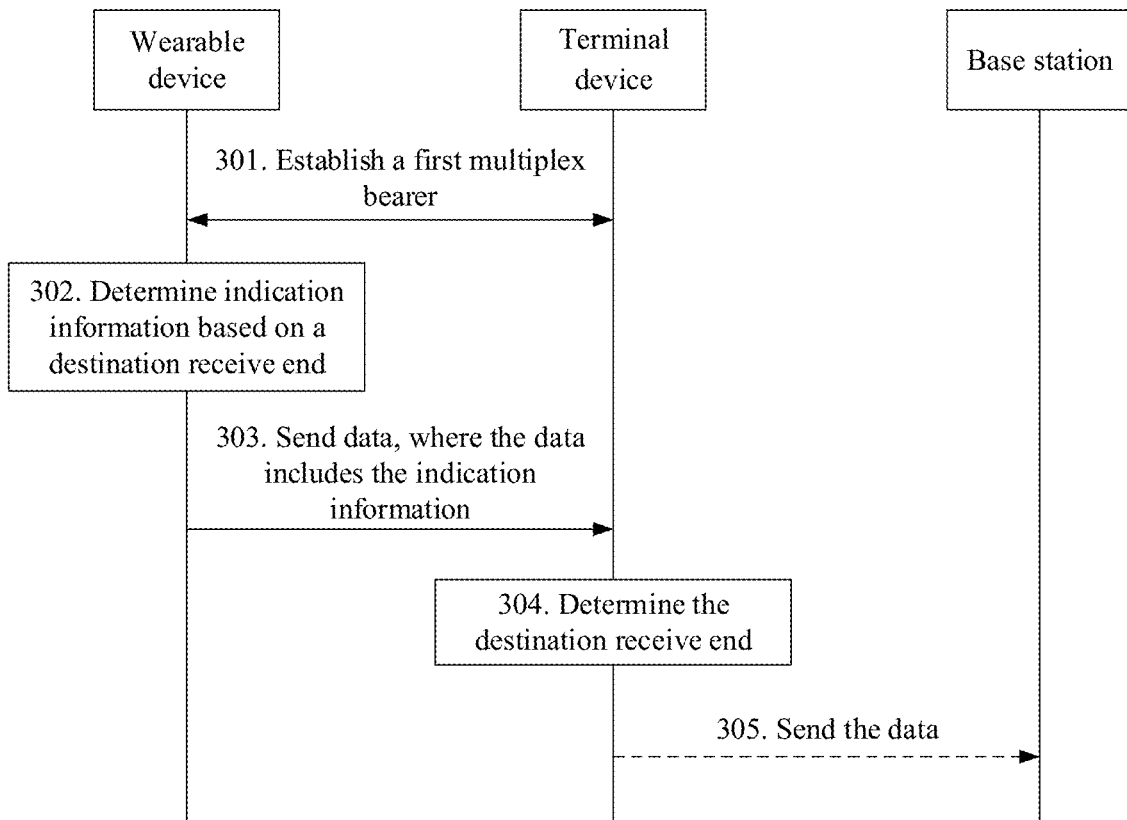 Wearable
device
Terminal
device
Base station
301. Establish a first multiplex
bearer
302. Determine indication
information based on a
destination receive end
303. Send data, where the data
includes the indication
information
304. Determine the
destination receive end
305. Send the data